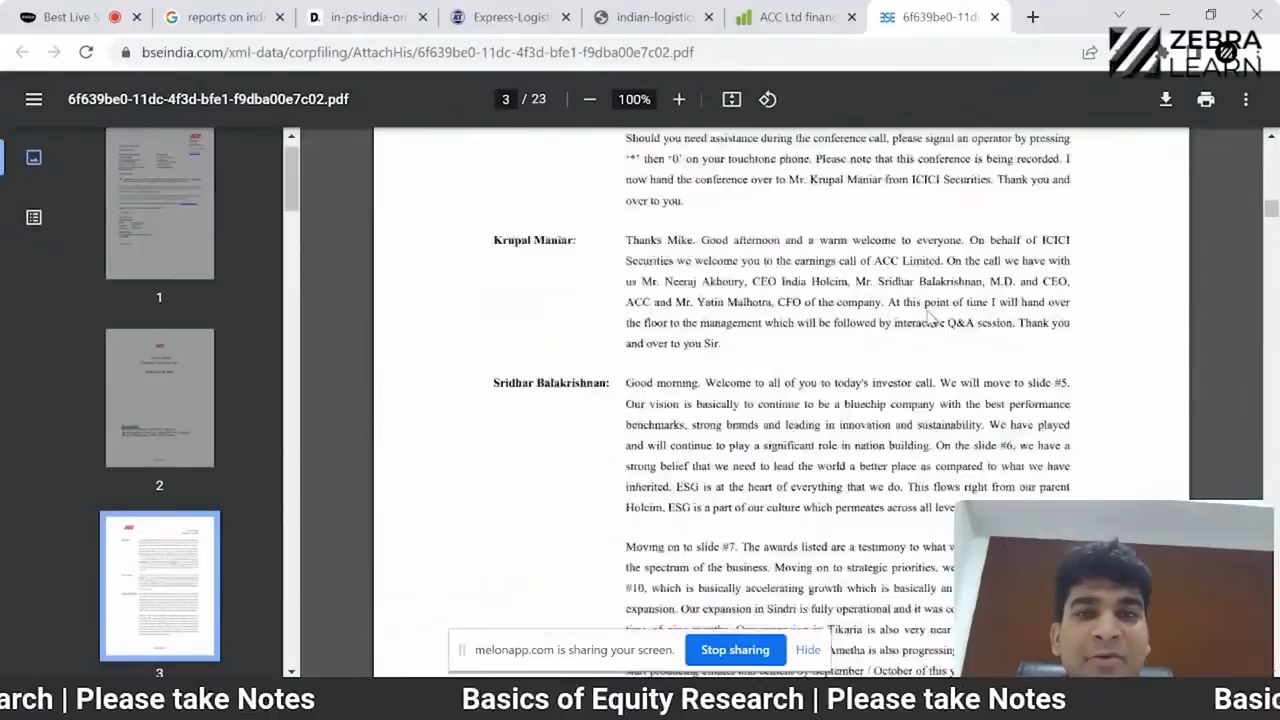 Best Live S
reports on indi
in-ps-india-on
Express-Logist
indian-logistic
ACC Ltd financ
6f639be0-11dc
bseindia.com/xml-data/corpfiling/AttachHis/6f639be0-11dc-4f3d-bfe1-f9dba00e7c02.pdf
ZEBRA
LEARN
6f639be0-11dc-4f3d-bfe1-f9dba00e7c02.pdf
3 / 23
100%
Should you need assistance during the conference call, please signal an operator by pressing
'*' then '0' on your touchtone phone. Please note that this conference is being recorded. I
now hand the conference over to Mr. Krupal Maniar from ICICI Securities. Thank you and
over to you.
Krupal Maniar: Thanks Mike. Good afternoon and a warm welcome to everyone. On behalf of ICICI
Securities we welcome you to the earnings call of ACC Limited. On the call we have with
us Mr. Neeraj Akhoury, CEO India Holcim, Mr. Sridhar Balakrishnan, M.D. and CEO,
ACC and Mr. Yatin Malhotra, CFO of the company. At this point of time I will hand over
the floor to the management which will be followed by interactive Q&A session. Thank you
and over to you Sir.
Sridhar Balakrishnan: Good morning. Welcome to all of you to today's investor call. We will move to slide #5.
Our vision is basically to continue to be a bluechip company with the best performance
benchmarks, strong brands and leading in innovation and sustainability. We have played
and will continue to play a significant role in nation building. On the slide #6, we have a
strong belief that we need to lead the world a better place as compared to what we have
inherited. ESG is at the heart of everything that we do. This flows right from our parent
Holcim. ESG is a part of our culture which permeates across all leve
Moving on to slide #7. The awards listed are a testimony to what w
the spectrum of the business. Moving on to strategic priorities, we
#10, which is basically accelerating growth which is basically an
expansion. Our expansion in Sindri is fully operational and it was co
Tikaria is also very near
Ametha is also progressing
September / October of this y
1
2
3
melonapp.com is sharing your screen.
Stop sharing
Hide
arch | Please take Notes
Basics of Equity Research | Please take Notes
Basic